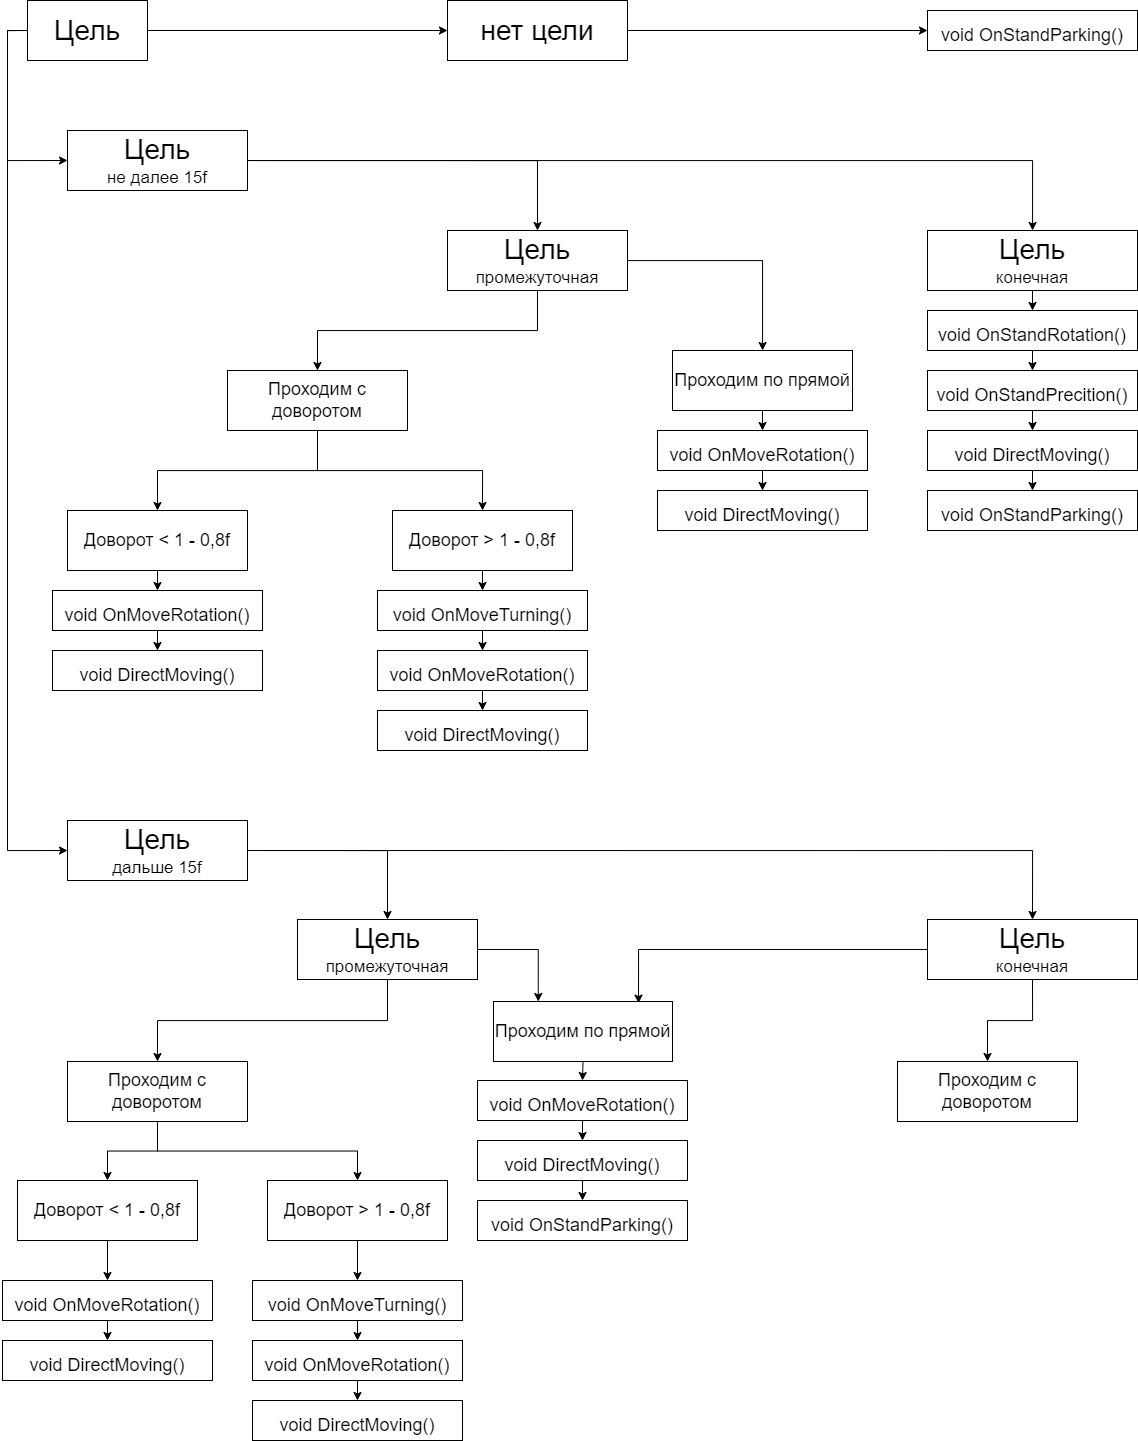 Цель
нет цели
void OnStandParking()
Цель
не далее 15f
Цель
промежуточная
Цель
конечная
void OnStandRotation()
Проходим с
доворотом
Проходим по прямой
void OnStandPrecition()
void OnMoveRotation()
void DirectMoving()
void DirectMoving()
void OnStandParking()
Доворот < 1 - 0,8f
Доворот > 1 - 0,8f
void OnMoveRotation()
void OnMoveTurning()
void DirectMoving()
void OnMoveRotation()
void DirectMoving()
Цель
дальше 15f
Цель
промежуточная
Цель
конечная
Проходим по прямой
Проходим с
доворотом
Проходим с
доворотом
void OnMoveRotation()
void DirectMoving()
void OnStandParking()
Доворот < 1 - 0,8f
Доворот > 1 - 0,8f
void OnMoveRotation()
void OnMoveTurning()
void DirectMoving()
void OnMoveRotation()
void DirectMoving()